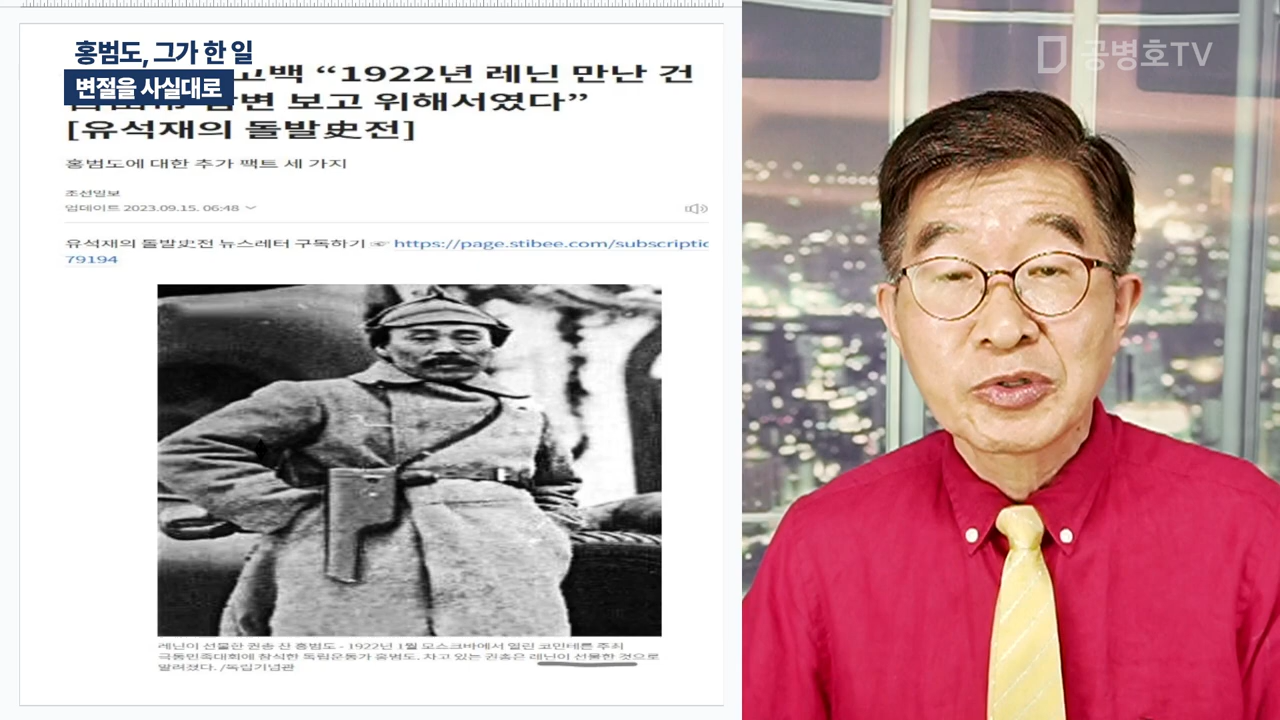 홍범도, 그가 한 일
변절을 사실대로
고백 “1922년 레닌 만난 건
참변 보고 위해서였다”
[유석재의 돌발史전]
홍범도에 대한 추가 팩트 세 가지
조선일보
업데이트 2023.09.15. 06:48
유석재의 돌발史전 뉴스레터 구독하기 ☞ https://page.stibee.com/subscriptic
79194
레닌이 선물한 권총 찬 홍범도 - 1922년 1월 모스크바에서 열린 코민테른 주최
극동민족대회에 참석한 독립운동가 홍범도. 차고 있는 권총은 레닌이 선물한 것으로
알려졌다. /독립기념관
공병호TV